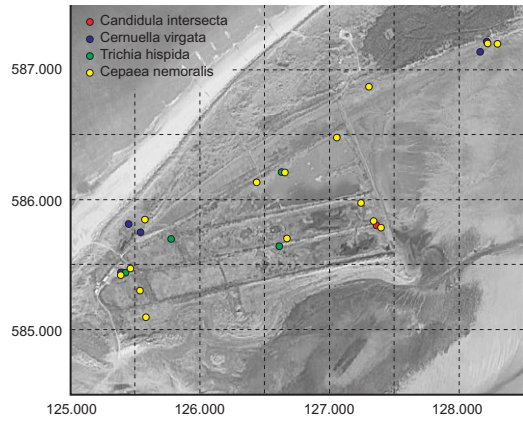 Candidula intersecta
Cernuella virgata
Trichia hispida
Cepaea nemoralis
587.000
586.000
585.000
125.000 126.000 127.000 128.000